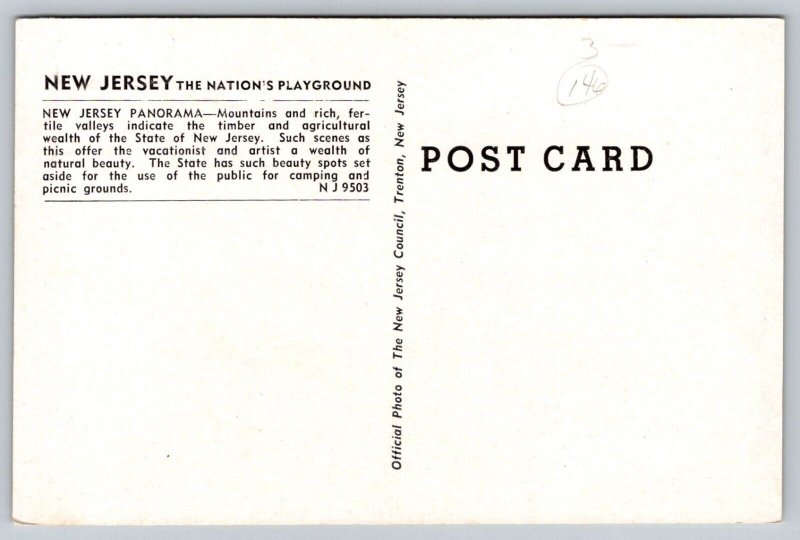 NEW JERSEY THE NATION'S PLAYGROUND
NEW JERSEY PANORAMA—Mountains and rich, fer-
tile valleys indicate the timber and agricultural
wealth of the State of New Jersey. Such scenes as
this offer the vacationist and artist a wealth of
natural beauty. The State has such beauty spots set
aside for the use of the public for camping and
picnic grounds. N J 9503
Official Photo of The New Jersey Council, Trenton, New Jersey
3
146
POST CARD